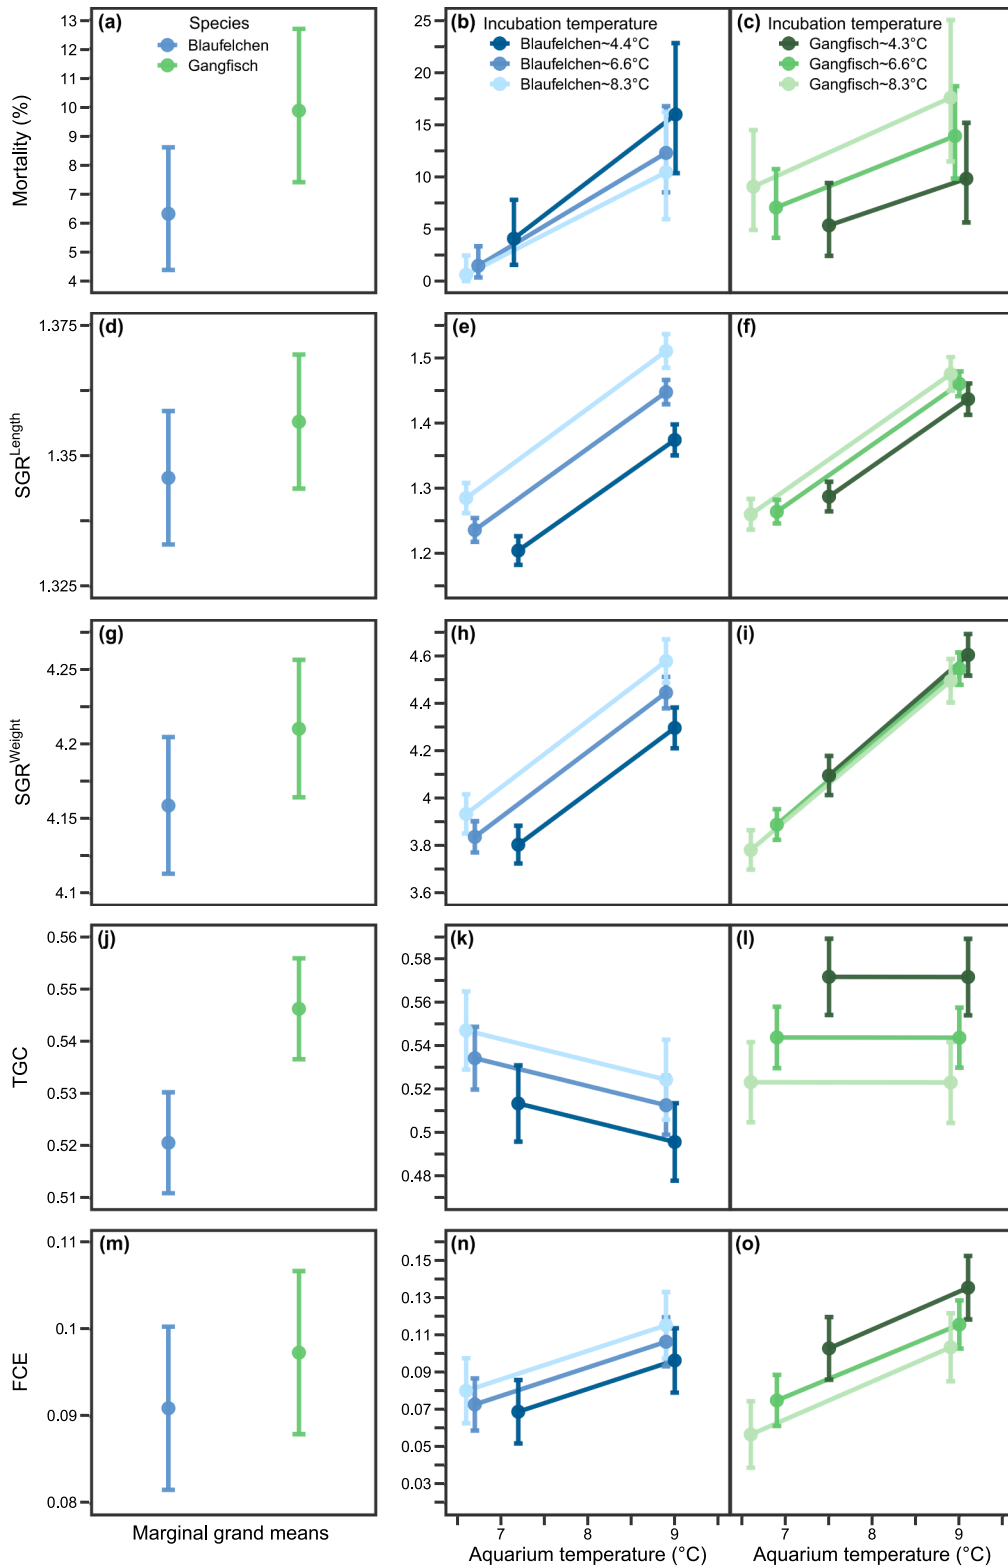 (a)
Species
Blaufelchen
Gangfisch
Mortality (%)
13
12
11
10
9
8
7
6
5
4
(b)
Incubation temperature
Blaufelchen~4.4°C
Blaufelchen~6.6°C
Blaufelchen~8.3°C
25
20
15
10
5
0
(c)
Incubation temperature
Gangfisch~4.3°C
Gangfisch~6.6°C
Gangfisch~8.3°C
(d)
SGR^Length
1.375
1.35
1.325
(e)
1.5
1.4
1.3
1.2
(f)
(g)
SGR^Weight
4.25
4.2
4.15
4.1
(h)
4.6
4.4
4.2
4
3.8
3.6
(i)
(j)
TGC
0.56
0.55
0.54
0.53
0.52
0.51
(k)
0.58
0.56
0.54
0.52
0.5
0.48
(l)
(m)
FCE
0.11
0.1
0.09
0.08
Marginal grand means
(n)
0.15
0.13
0.11
0.09
0.07
0.05
0.03
7
8
9
Aquarium temperature (°C)
(o)
7
8
9
Aquarium temperature (°C)